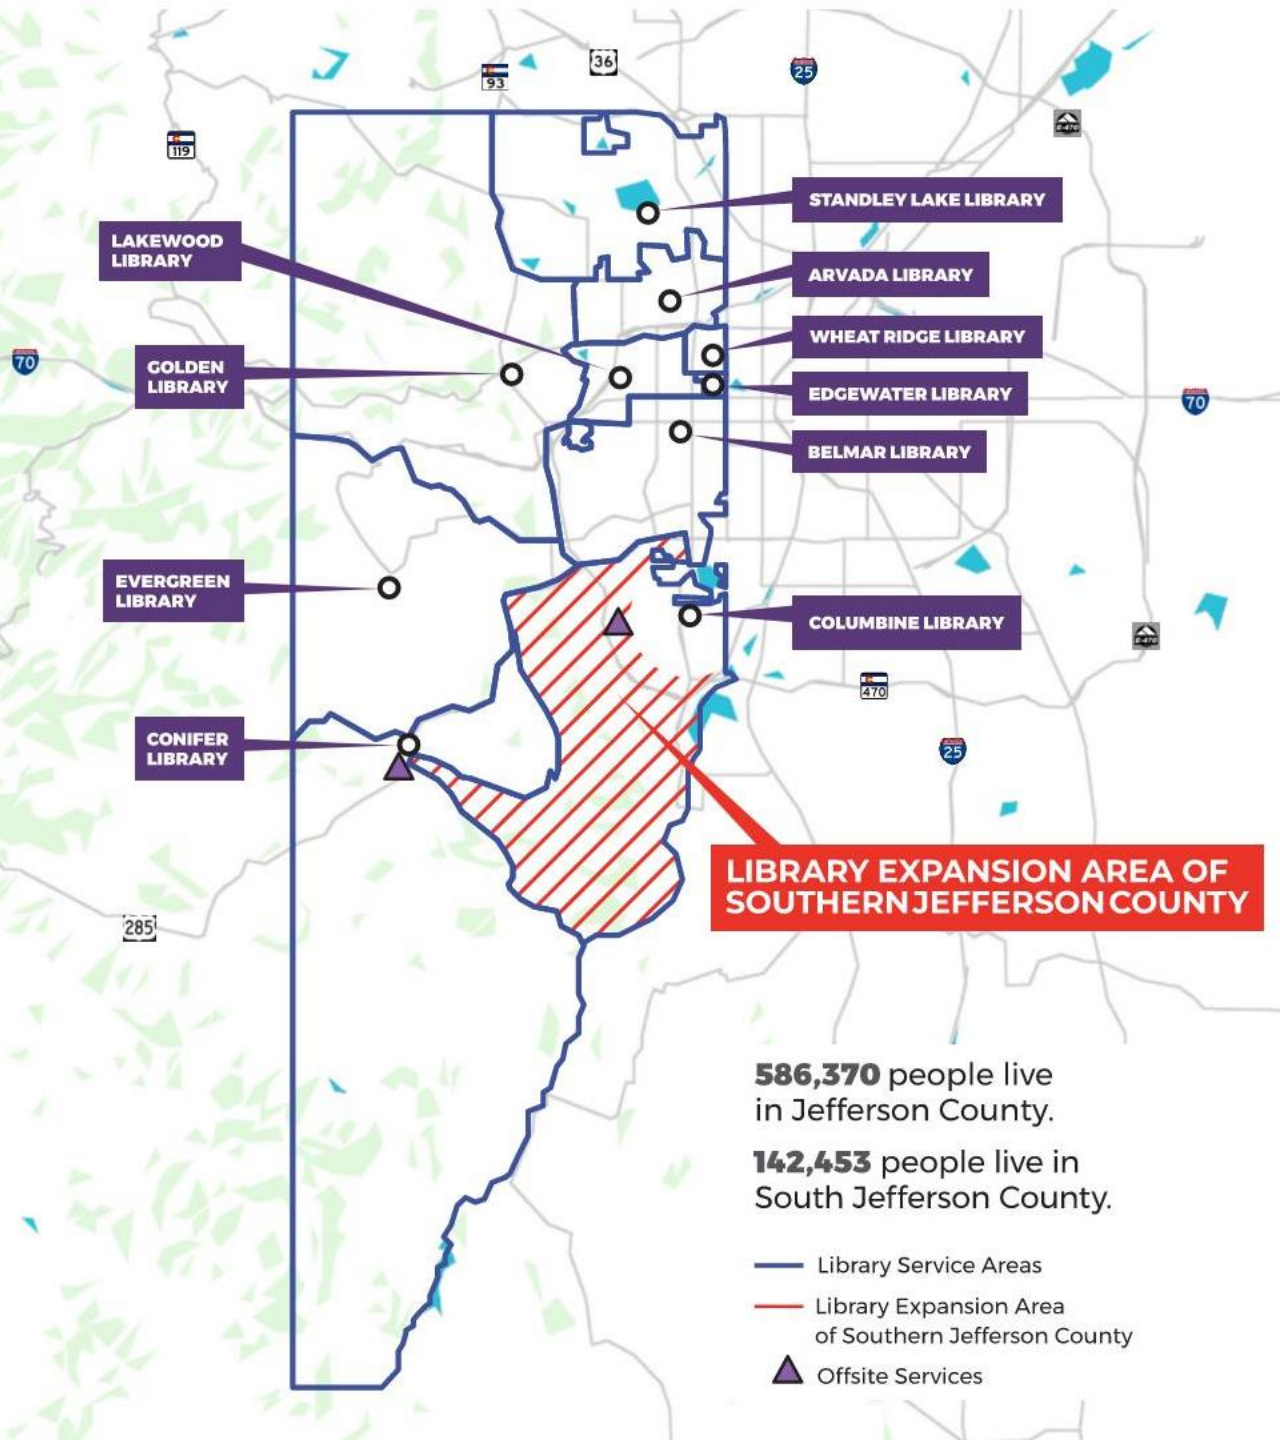 36
25
93
119
E-470
STANDLEY LAKE LIBRARY
LAKEWOOD
LIBRARY
ARVADA LIBRARY
WHEAT RIDGE LIBRARY
70
GOLDEN
LIBRARY
EDGEWATER LIBRARY
70
BELMAR LIBRARY
EVERGREEN
LIBRARY
COLUMBINE LIBRARY
E-470
470
CONIFER
LIBRARY
25
LIBRARY EXPANSION AREA OF
SOUTHERN JEFFERSON COUNTY
285
586,370 people live
in Jefferson County.
142,453 people live in
South Jefferson County.
Library Service Areas
Library Expansion Area
of Southern Jefferson County
Offsite Services